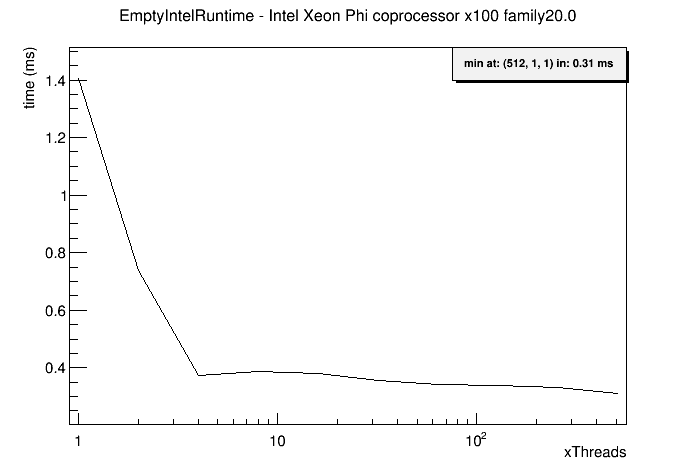 EmptyIntelRuntime - Intel Xeon Phi coprocessor x100 family20.0
time (ms)
min at: (512, 1, 1) in: 0.31 ms
1.4
1.2
1
0.8
0.6
0.4
1
10
10²
xThreads